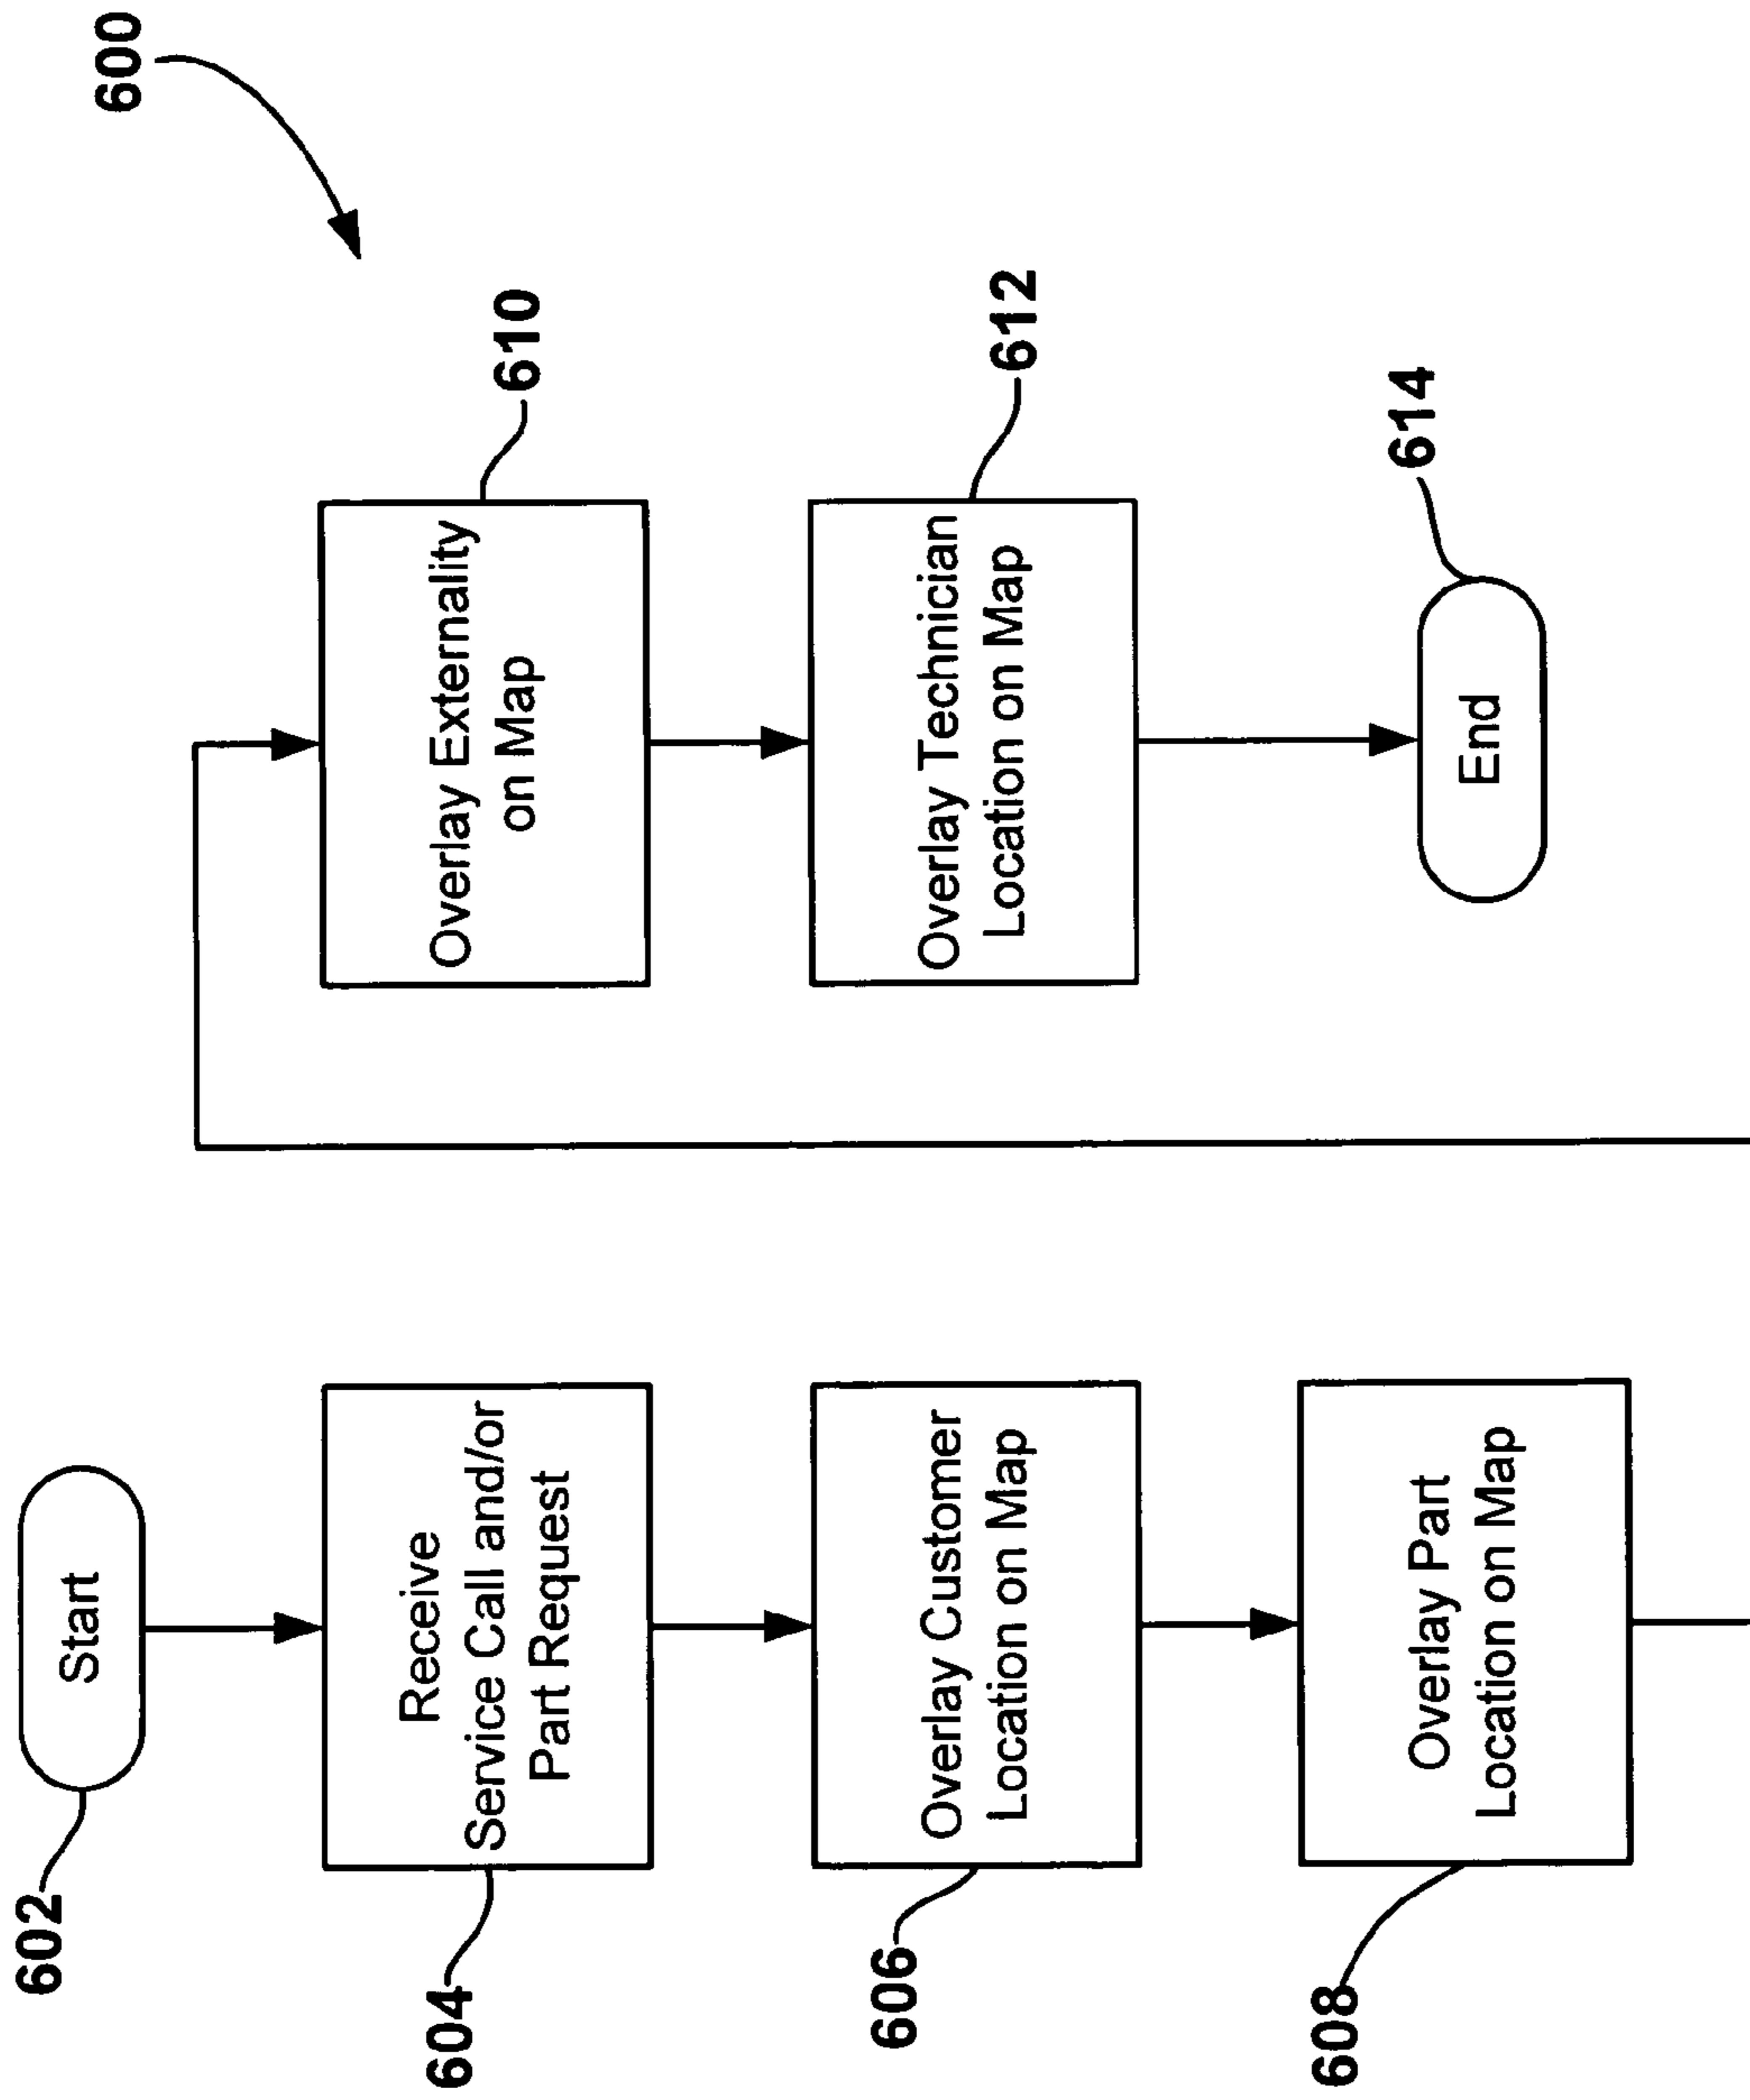 600
602
Start
604
Receive
Service Call and/or
Part Request
606
Overlay Customer
Location on Map
608
Overlay Part
Location on Map
610
Overlay Externality
on Map
612
Overlay Technician
Location on Map
614
End